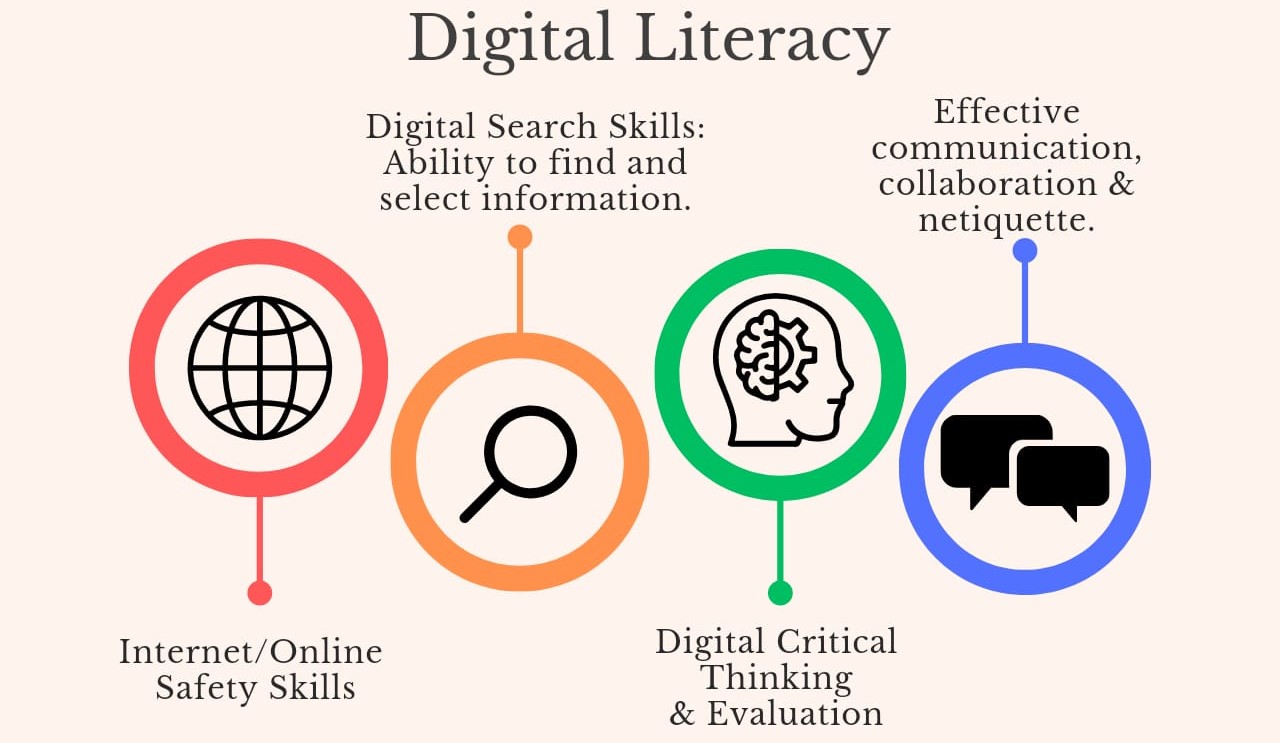 Digital Literacy
Digital Search Skills:
Ability to find and
select information.
Effective
communication,
collaboration &
netiquette.
Internet/Online
Safety Skills
Digital Critical
Thinking
& Evaluation